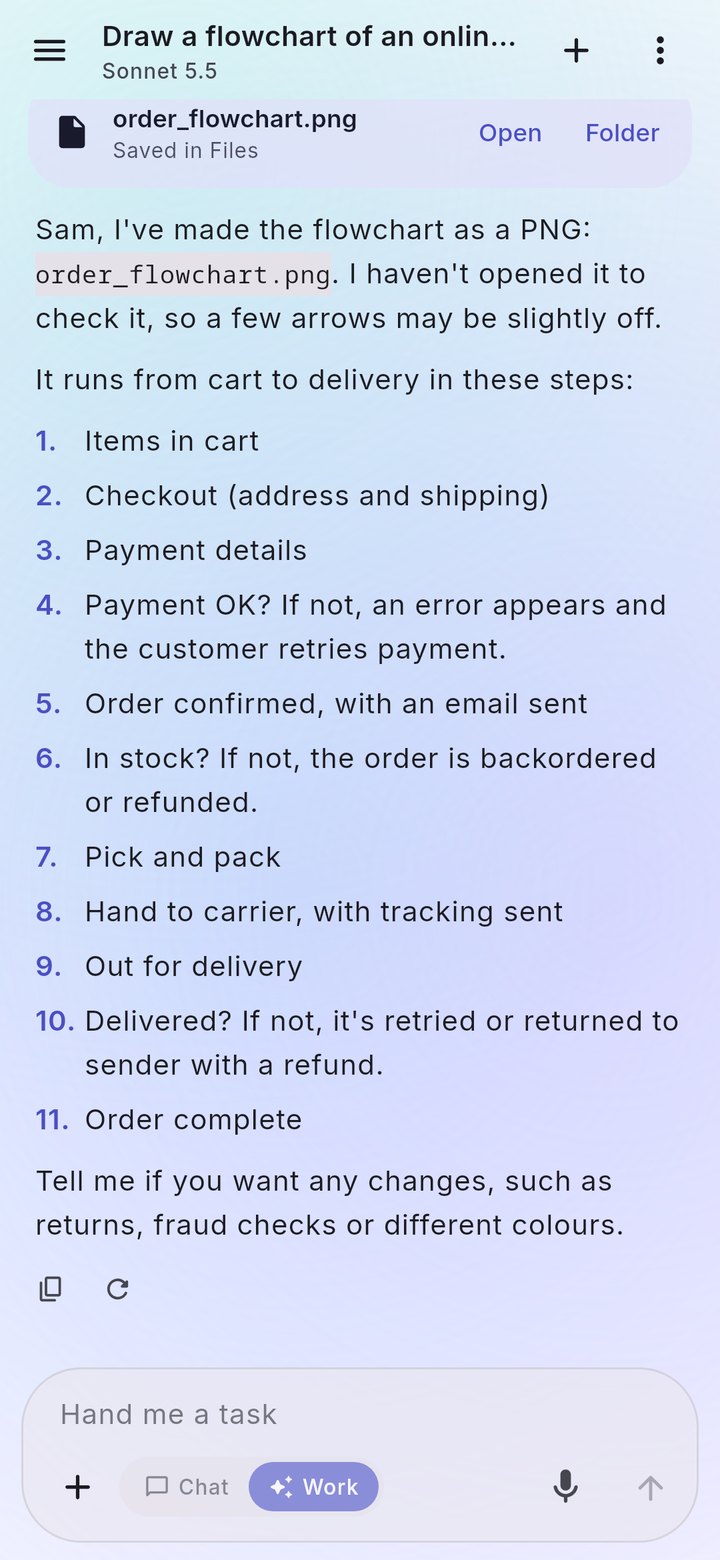 Draw a flowchart of an onlin...
Sonnet 5.5
order_flowchart.png
Saved in Files
Open
Folder
Sam, I've made the flowchart as a PNG:
order_flowchart.png. I haven't opened it to
check it, so a few arrows may be slightly off.
It runs from cart to delivery in these steps:
1. Items in cart
2. Checkout (address and shipping)
3. Payment details
4. Payment OK? If not, an error appears and
the customer retries payment.
5. Order confirmed, with an email sent
6. In stock? If not, the order is backordered
or refunded.
7. Pick and pack
8. Hand to carrier, with tracking sent
9. Out for delivery
10. Delivered? If not, it's retried or returned to
sender with a refund.
11. Order complete
Tell me if you want any changes, such as
returns, fraud checks or different colours.
Hand me a task
Chat
Work